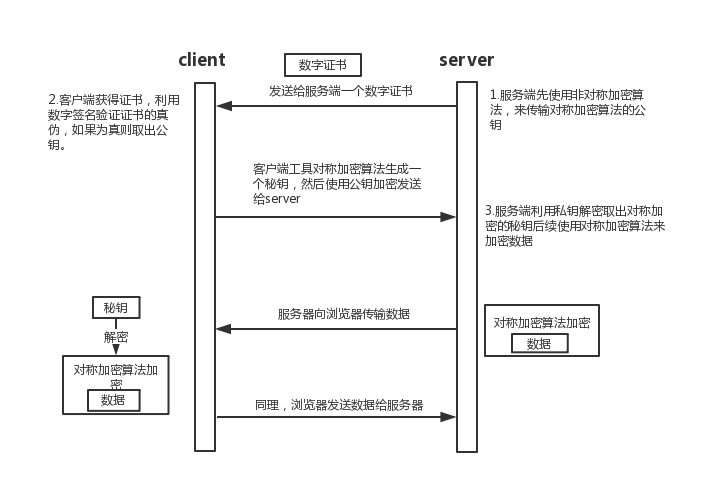 client
数字证书
server
发送给服务端一个数字证书
2.客户端获得证书，利用
数字签名验证证书的真
伪，如果为真则取出公
钥。
1.服务端先使用非对称加密算
法，来传输对称加密算法的公
钥
客户端工具对称加密算法生成一
个秘钥，然后使用公钥加密发送
给server
3.服务端利用私钥解密取出对称加
密的秘钥后续使用对称加密算法来
加密数据
秘钥
解密
对称加密算法加
密
数据
服务器向浏览器传输数据
对称加密算法加密
数据
同理，浏览器发送数据给服务器